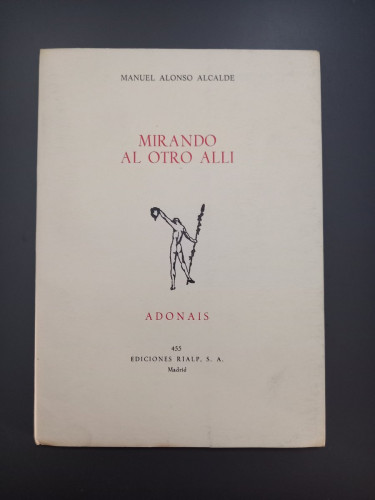 MANUEL ALONSO ALCALDE
MIRANDO
AL OTRO ALLI
ADONAIS
455
EDICIONES RIALP, S. A.
Madrid